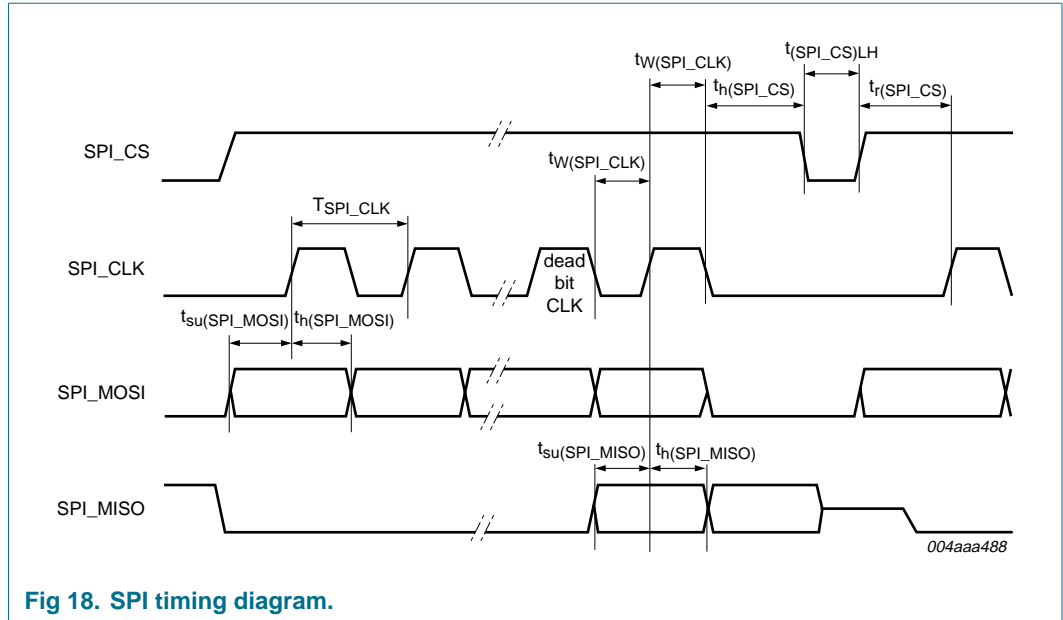 t(SPI_CS)LH
tW(SPI_CLK)
th(SPI_CS)
tr(SPI_CS)
SPI_CS
tW(SPI_CLK)
TSPI_CLK
SPI_CLK
dead
bit
CLK
tsu(SPI_MOSI)
th(SPI_MOSI)
SPI_MOSI
tsu(SPI_MISO)
th(SPI_MISO)
SPI_MISO
004aaa488
Fig 18. SPI timing diagram.